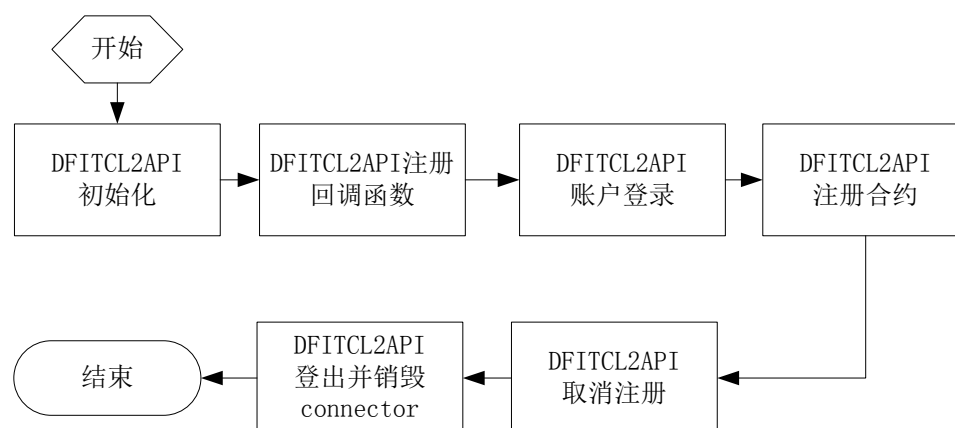 开始
DFITCL2API
初始化
DFITCL2API注册
回调函数
DFITCL2API
账户登录
DFITCL2API
注册合约
DFITCL2API
取消注册
DFITCL2API
登出并销毁
connector
结束